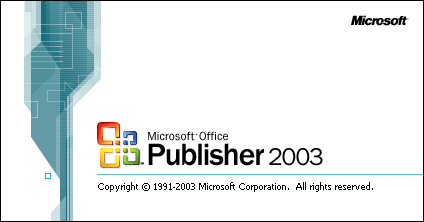 Microsoft
Microsoft Office
Publisher 2003
Copyright © 1991-2003 Microsoft Corporation. All rights reserved.